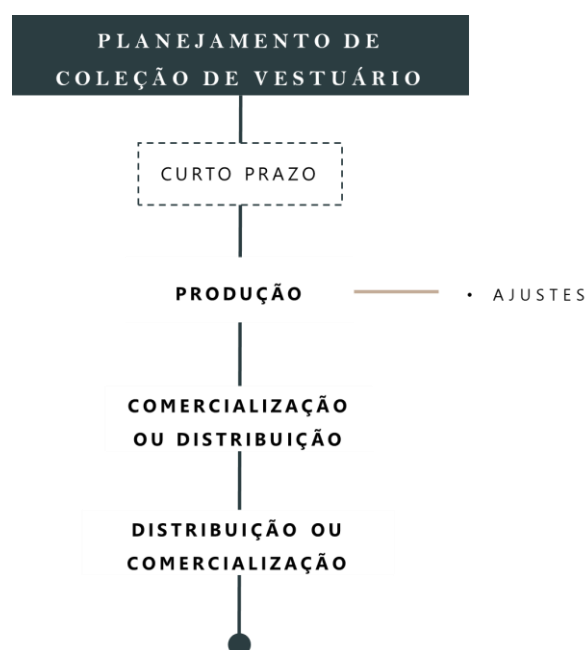 PLANEJAMENTO DE
COLEÇÃO DE VESTUÁRIO
CURTO PRAZO
PRODUÇÃO
• AJUSTES
COMERCIALIZAÇÃO
OU DISTRIBUIÇÃO
DISTRIBUIÇÃO OU
COMERCIALIZAÇÃO